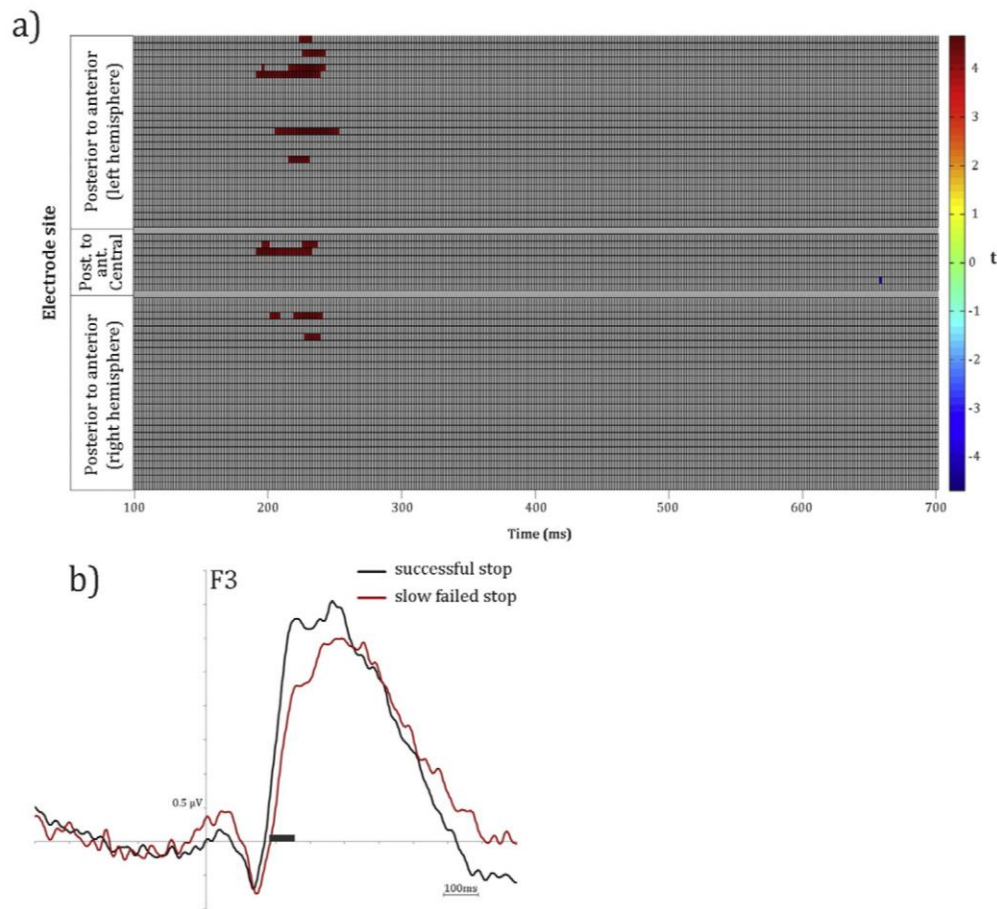 a)
Electrode site
Posterior to anterior
(left hemisphere)
Post. to
ant.
Central
Posterior to anterior
(right hemisphere)
4
3
2
1
0
-1
-2
-3
-4
t
100
200
300
400
500
600
700
Time (ms)
b)
F3
successful stop
slow failed stop
0.5 μV
100ms